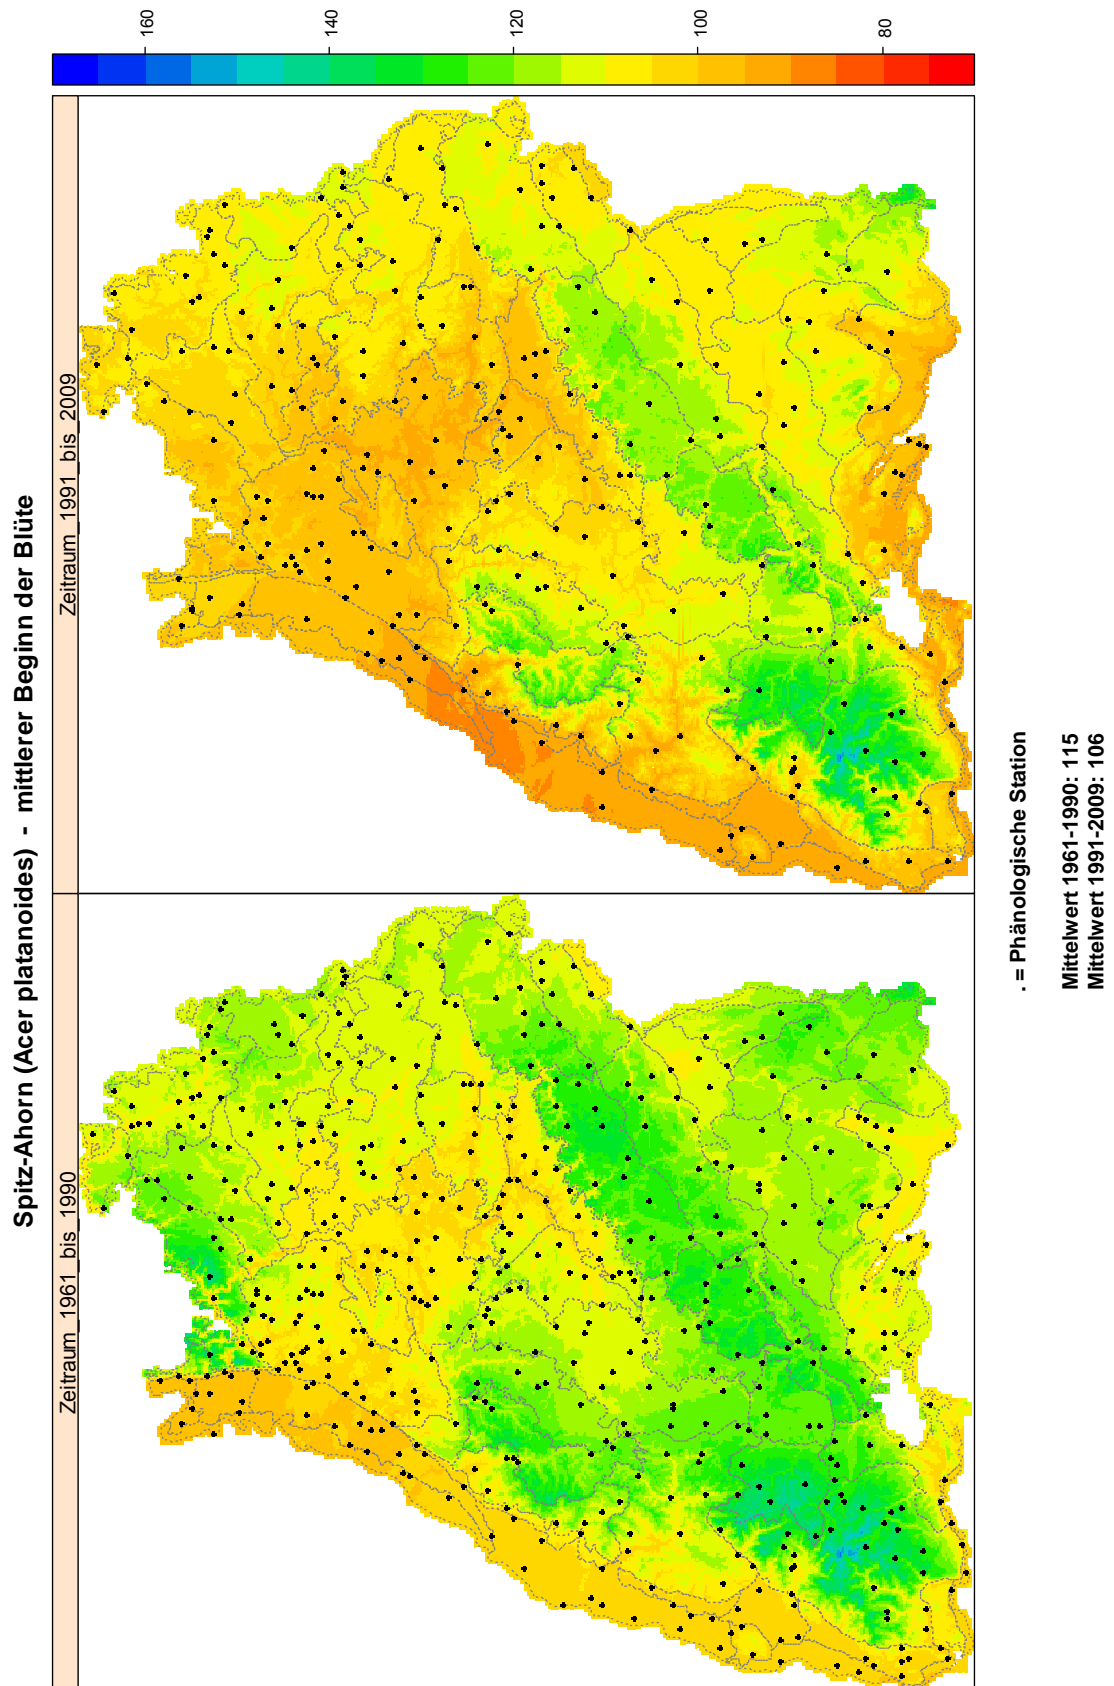 Spitz-Ahorn (Acer platanoides) - mittlerer Beginn der Blüte
Zeitraum_1961_bis_1990
Zeitraum_1991_bis_2009
160
140
120
100
80
. = Phänologische Station
Mittelwert 1961-1990: 115
Mittelwert 1991-2009: 106